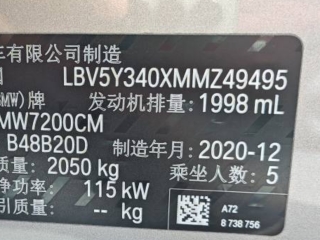 车有限公司制造
LBV5Y340XMMZ49495
MW)牌 发动机排量: 1998 mL
MW7200CM
B48B20D 制造年月: 2020-12
质量: 2050 kg 乘坐人数: 5
净功率: 115 kW
引质量: -- kg
A72
8 738 756